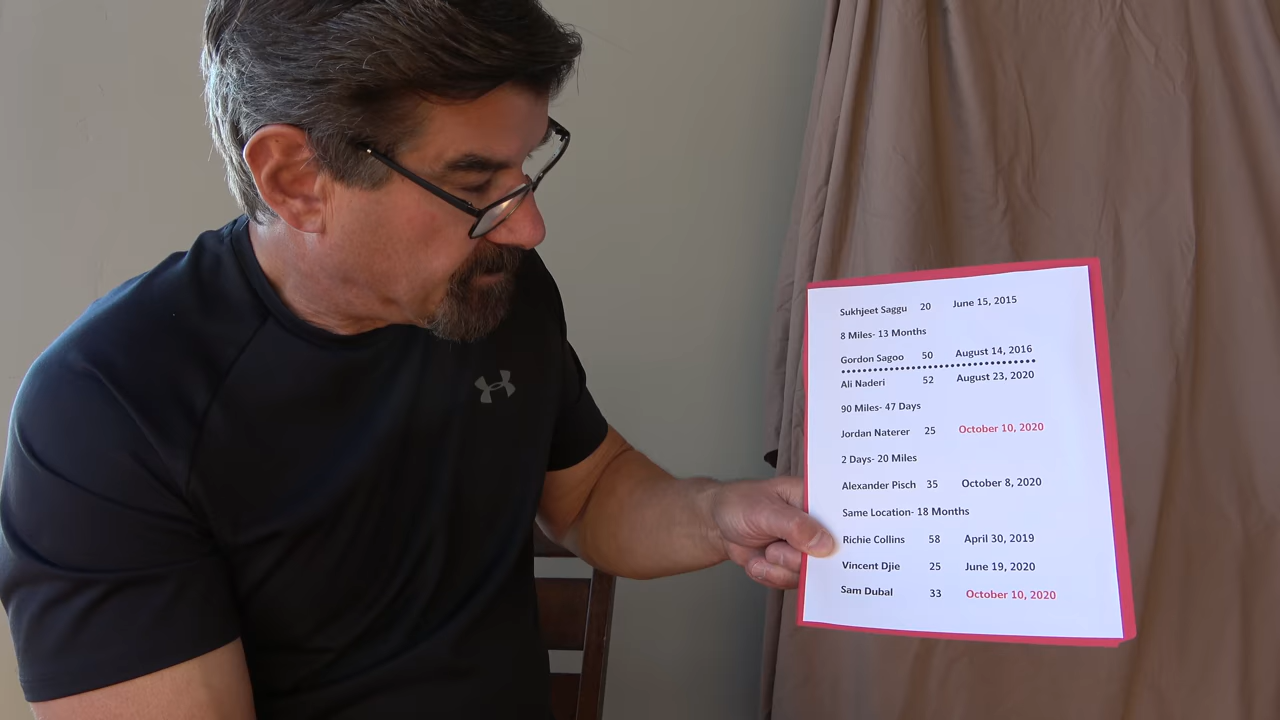 Sukhjeet Saggu 20 June 15, 2015
8 Miles- 13 Months
Gordon Sagoo 50 August 14, 2016
Ali Naderi 52 August 23, 2020
90 Miles- 47 Days
Jordan Naterer 25 October 10, 2020
2 Days- 20 Miles
Alexander Pisch 35 October 8, 2020
Same Location- 18 Months
Richie Collins 58 April 30, 2019
Vincent Djie 25 June 19, 2020
Sam Dubal 33 October 10, 2020